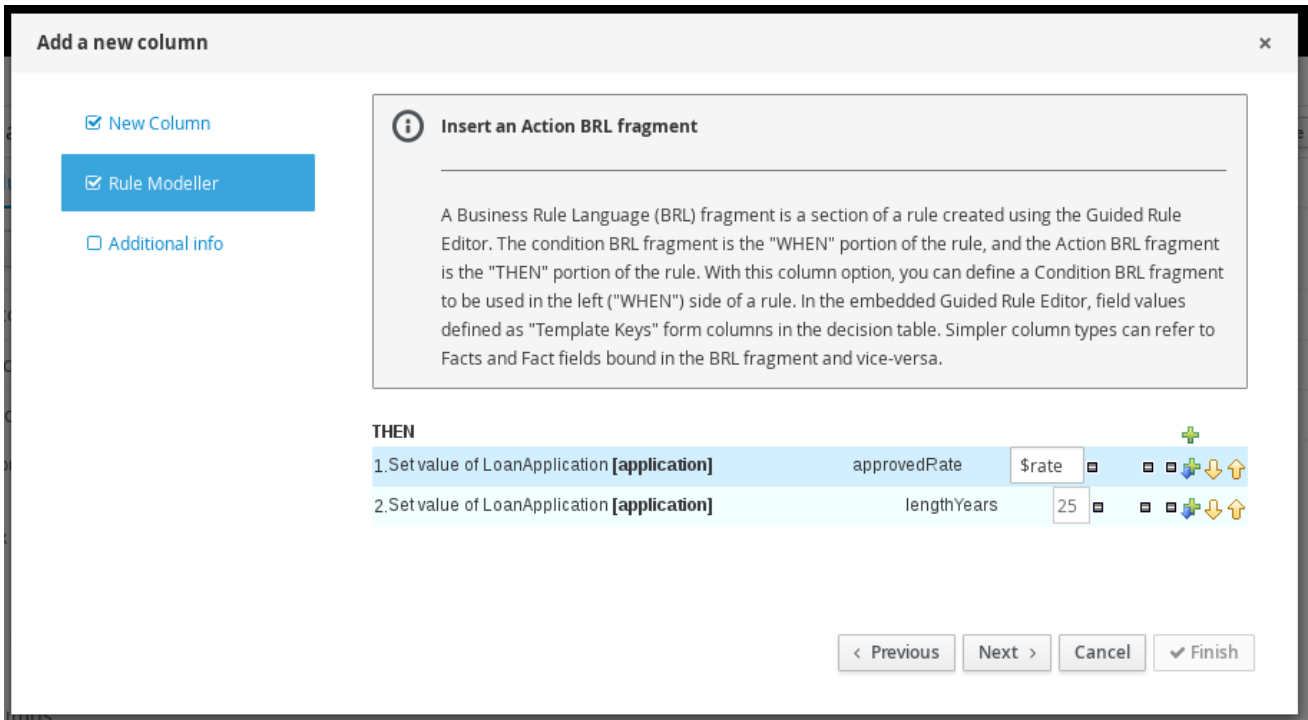 Add a new column ×
New Column
Insert an Action BRL fragment
Rule Modeller
A Business Rule Language (BRL) fragment is a section of a rule created using the Guided Rule
Additional info
Editor. The condition BRL fragment is the "WHEN" portion of the rule, and the Action BRL fragment
is the "THEN" portion of the rule. With this column option, you can define a Condition BRL fragment
to be used in the left ("WHEN") side of a rule. In the embedded Guided Rule Editor, field values
defined as "Template Keys" form columns in the decision table. Simpler column types can refer to
Facts and Fact fields bound in the BRL fragment and vice-versa.
THEN
1. Set value of LoanApplication [application] approvedRate $rate
2. Set value of LoanApplication [application] lengthYears 25
< Previous Next > Cancel Finish